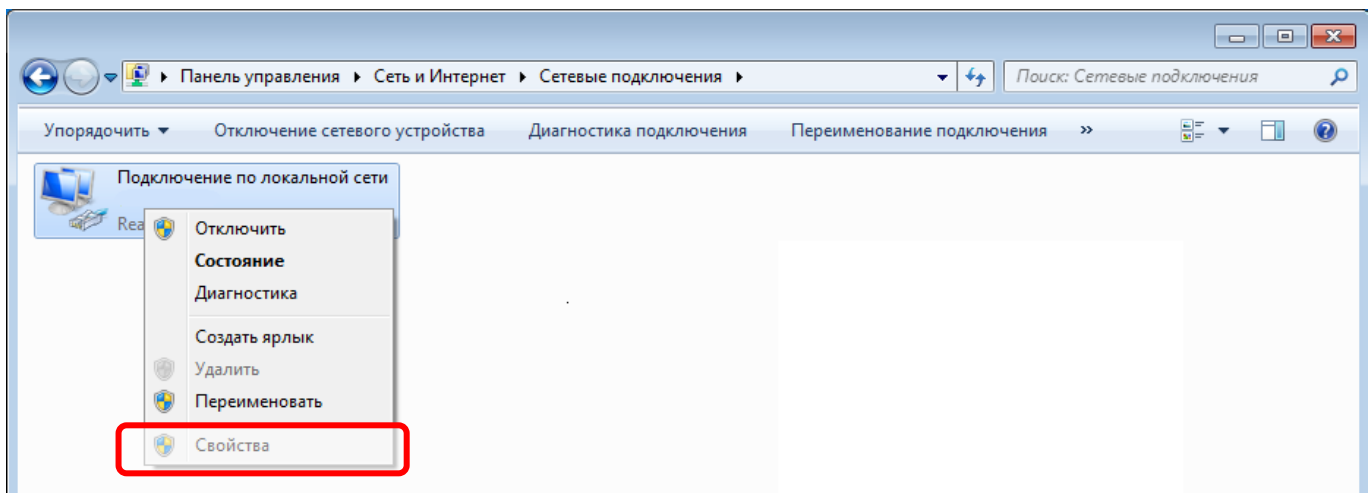 Панель управления Сеть и Интернет Сетевые подключения Поиск: Сетевые подключения
Упорядочить Отключение сетевого устройства Диагностика подключения Переименование подключения »
Подключение по локальной сети
Rea
Отключить
Состояние
Диагностика
Создать ярлык
Удалить
Переименовать
Свойства